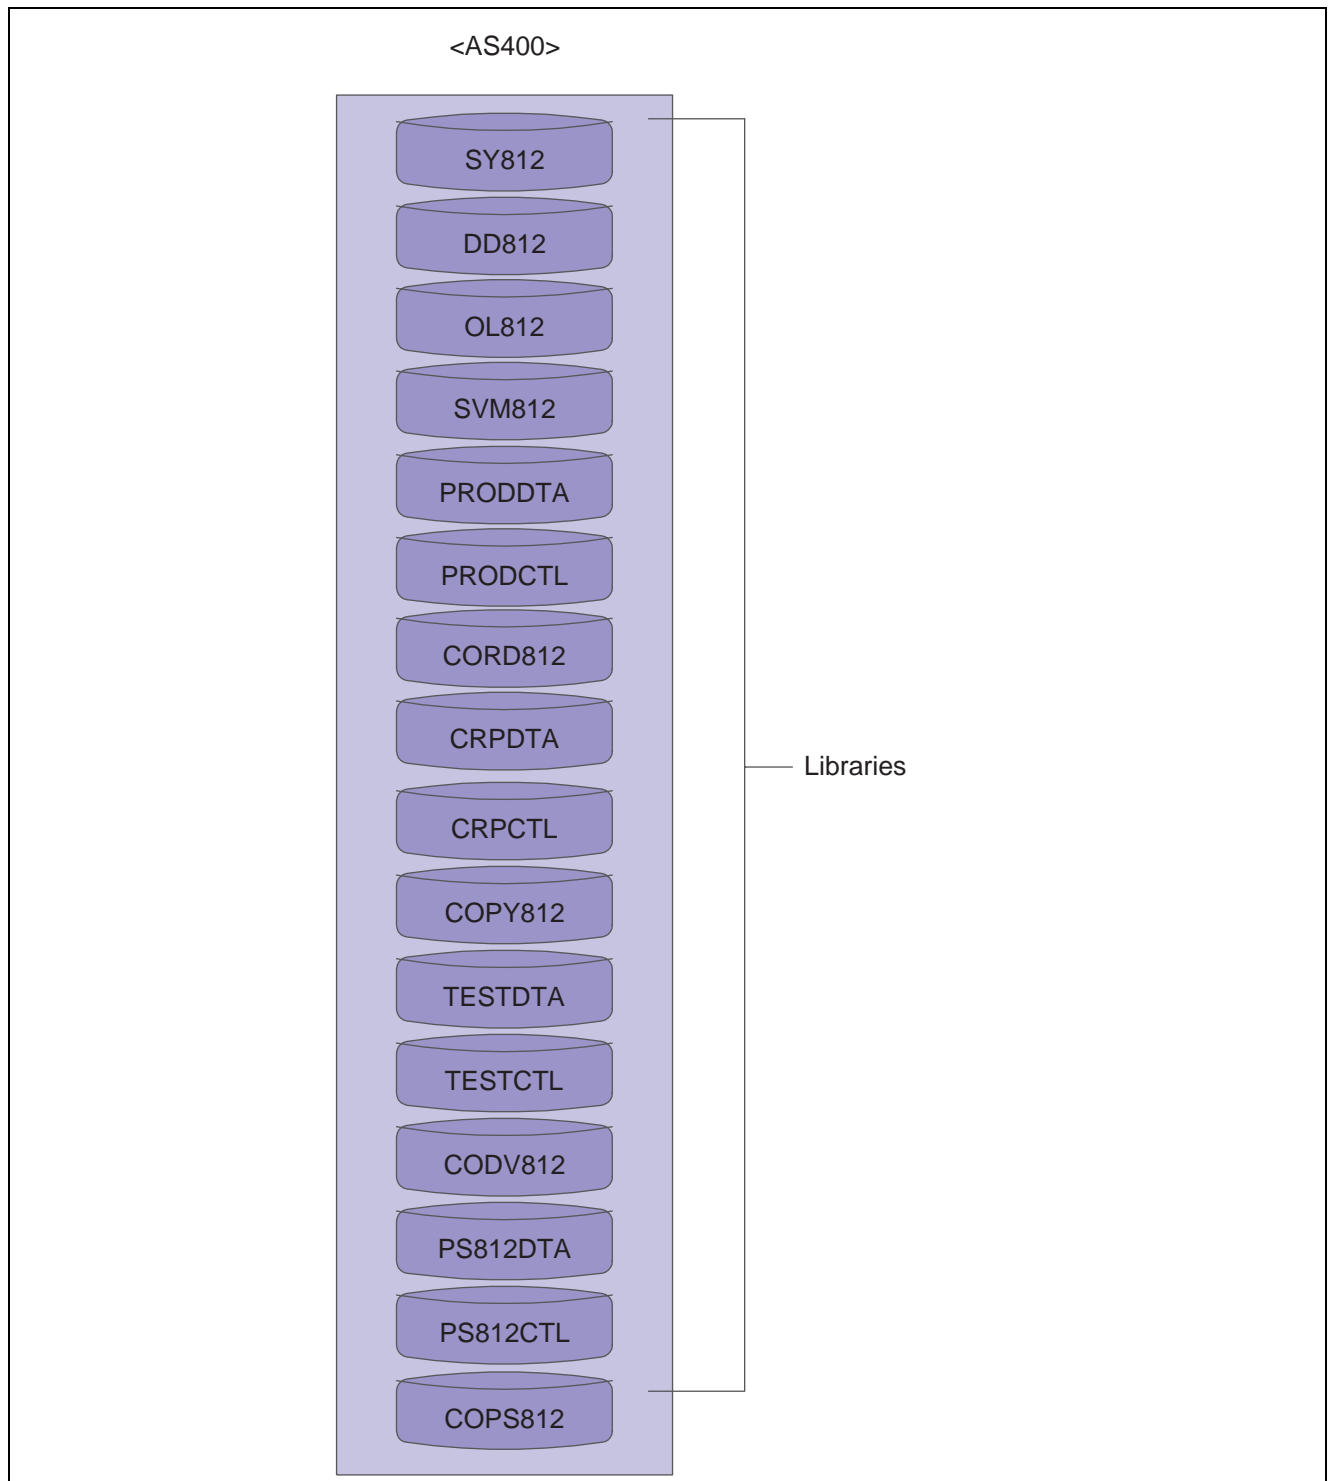 <AS400>
SY812
DD812
OL812
SVM812
PRODDTA
PRODCTL
CORD812
CRPDTA
Libraries
CRPCTL
COPY812
TESTDTA
TESTCTL
CODV812
PS812DTA
PS812CTL
COPS812